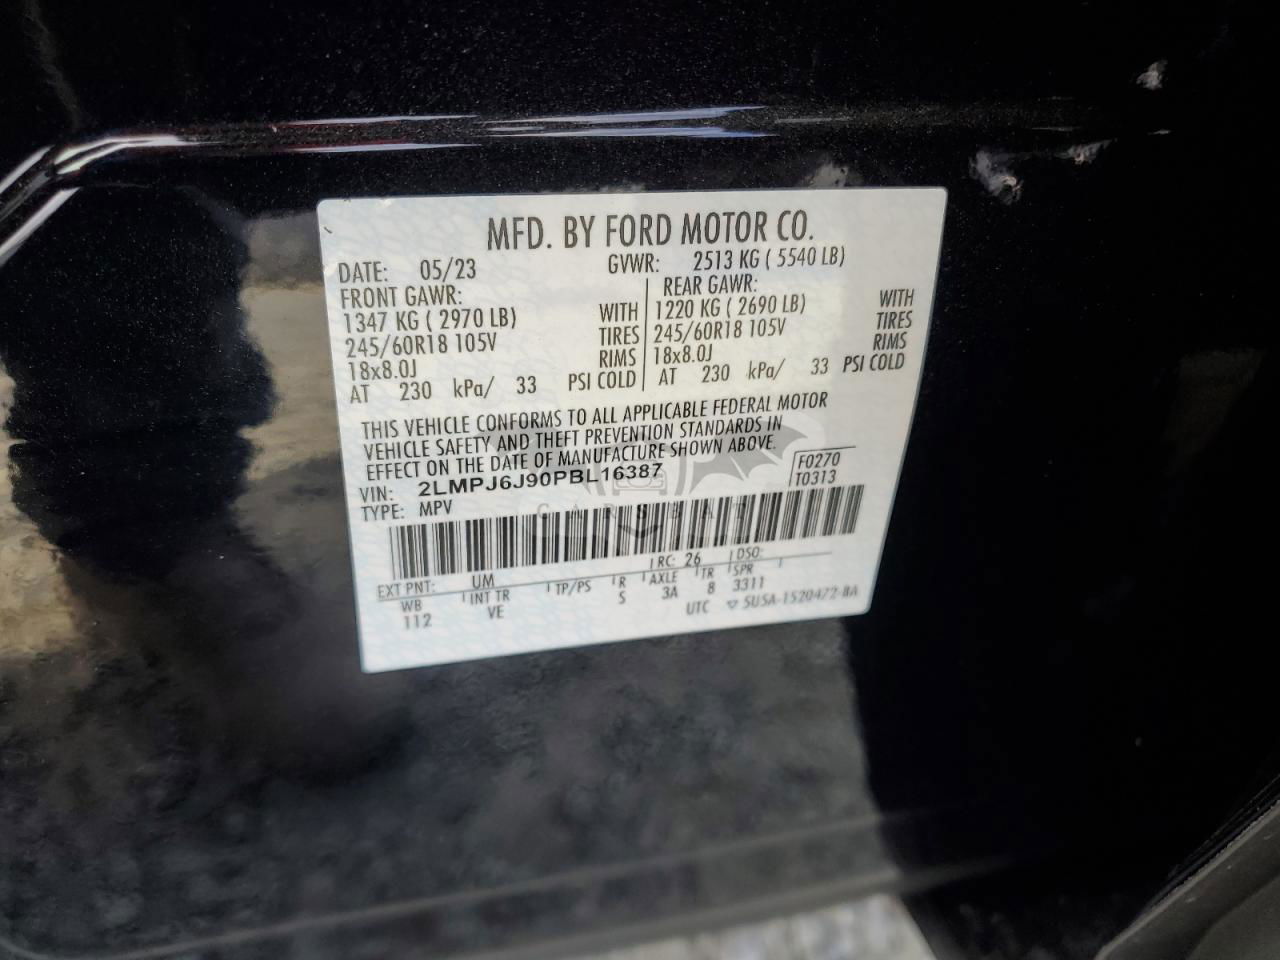 MFD. BY FORD MOTOR CO.
DATE: 05/23 GVWR: 2513 KG ( 5540 LB)
FRONT GAWR: REAR GAWR:
1347 KG ( 2970 LB) WITH 1220 KG ( 2690 LB) WITH
245/60R18 105V TIRES 245/60R18 105V TIRES
18x8.0J RIMS 18x8.0J RIMS
AT 230 kPa/ 33 PSI COLD AT 230 kPa/ 33 PSI COLD
THIS VEHICLE CONFORMS TO ALL APPLICABLE FEDERAL MOTOR
VEHICLE SAFETY AND THEFT PREVENTION STANDARDS IN
EFFECT ON THE DATE OF MANUFACTURE SHOWN ABOVE.
VIN: 2LMPJ6J90PBL16387 F0270
TYPE: MPV T0313
CARSBAT
EXT PNT: UM RC: 26 DSO:
WB INT TR TP/PS R AXLE TR SPR
112 VE S 3A 8 3311
UTC ▽ 5USA-1520472-BA